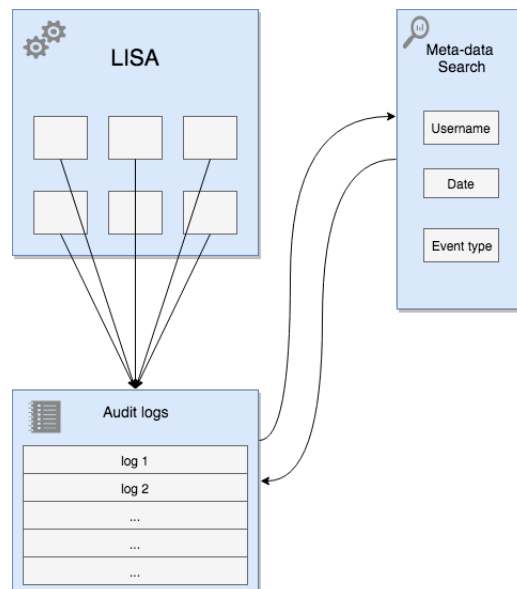 LISA
Meta-data
Search
Username
Date
Event type
Audit logs
log 1
log 2
...
...
...